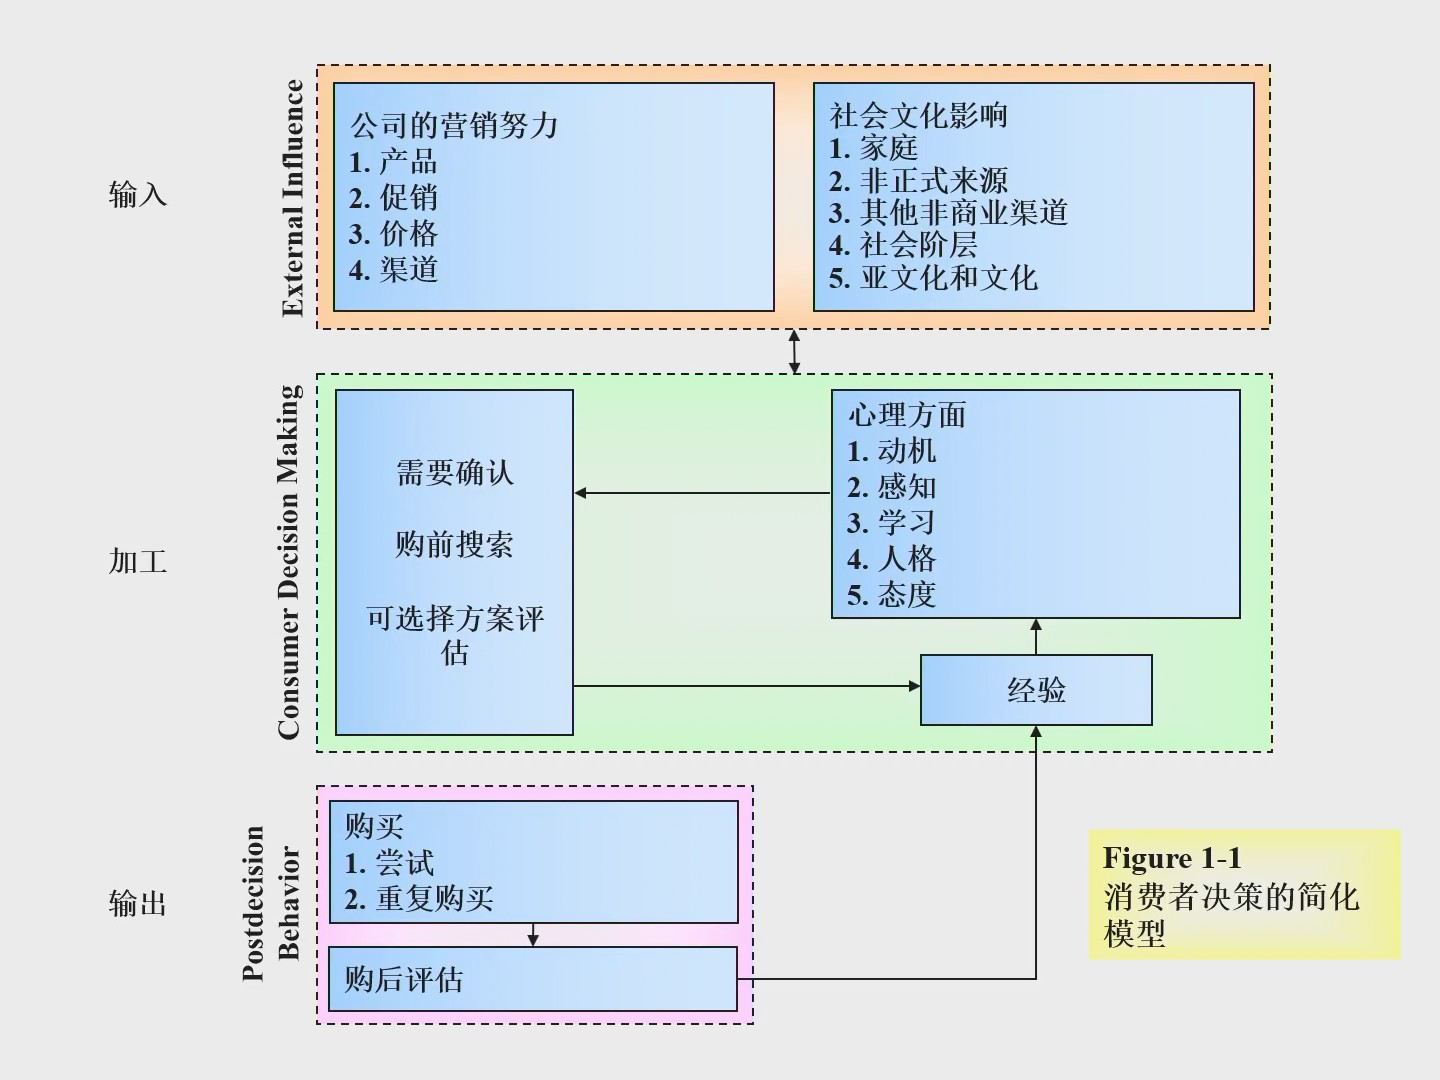 输入
External Influence
公司的营销努力
1. 产品
2. 促销
3. 价格
4. 渠道
社会文化影响
1. 家庭
2. 非正式来源
3. 其他非商业渠道
4. 社会阶层
5. 亚文化和文化
加工
Consumer Decision Making
需要确认
购前搜索
可选择方案评
估
心理方面
1. 动机
2. 感知
3. 学习
4. 人格
5. 态度
经验
输出
Postdecision
Behavior
购买
1. 尝试
2. 重复购买
购后评估
Figure 1-1
消费者决策的简化
模型